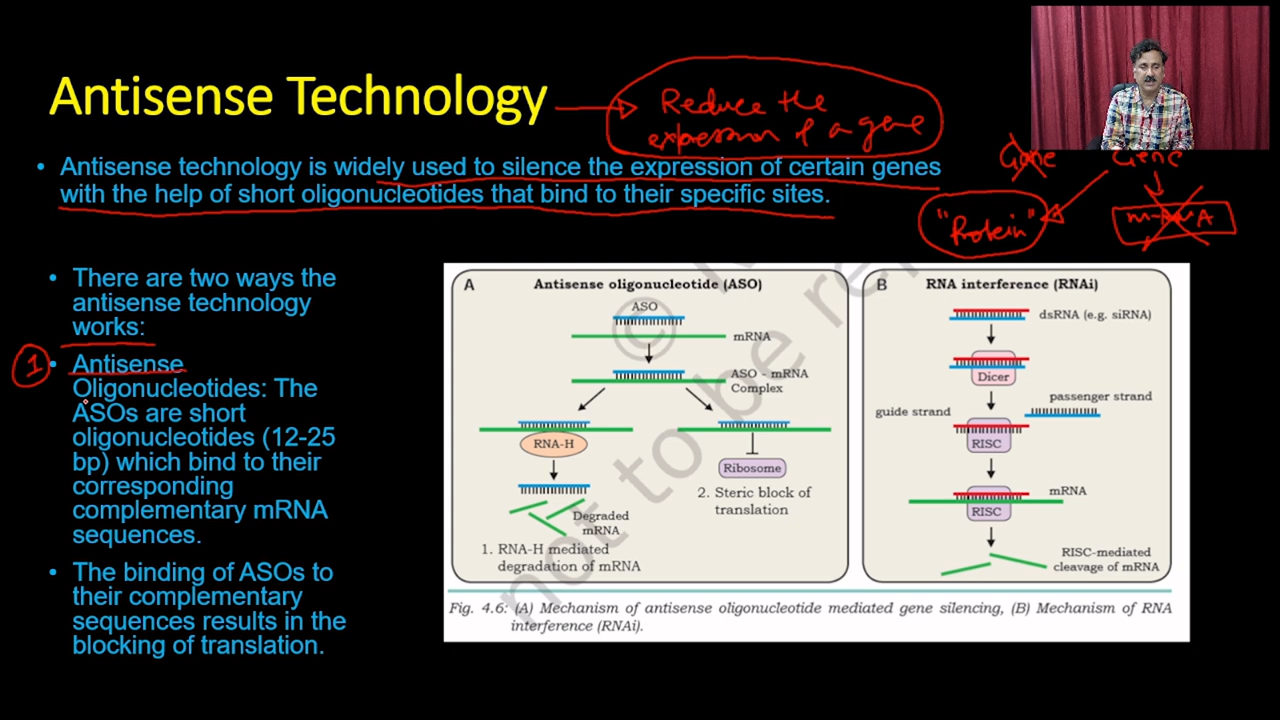 Antisense Technology
Reduce the
expression of a gene
• Antisense technology is widely used to silence the expression of certain genes
with the help of short oligonucleotides that bind to their specific sites.
Gene
Gene
"Protein"
m-RNA
• There are two ways the
antisense technology
works:
1
• Antisense
Oligonucleotides: The
ASOs are short
oligonucleotides (12-25
bp) which bind to their
corresponding
complementary mRNA
sequences.
• The binding of ASOs to
their complementary
sequences results in the
blocking of translation.
A
Antisense oligonucleotide (ASO)
ASO
mRNA
ASO - mRNA
Complex
RNA-H
Ribosome
2. Steric block of
translation
Degraded
mRNA
1. RNA-H mediated
degradation of mRNA
B
RNA interference (RNAi)
dsRNA (e.g. siRNA)
Dicer
passenger strand
guide strand
RISC
mRNA
RISC
RISC-mediated
cleavage of mRNA
© N
not to be re
Fig. 4.6: (A) Mechanism of antisense oligonucleotide mediated gene silencing, (B) Mechanism of RNA
interference (RNAi).